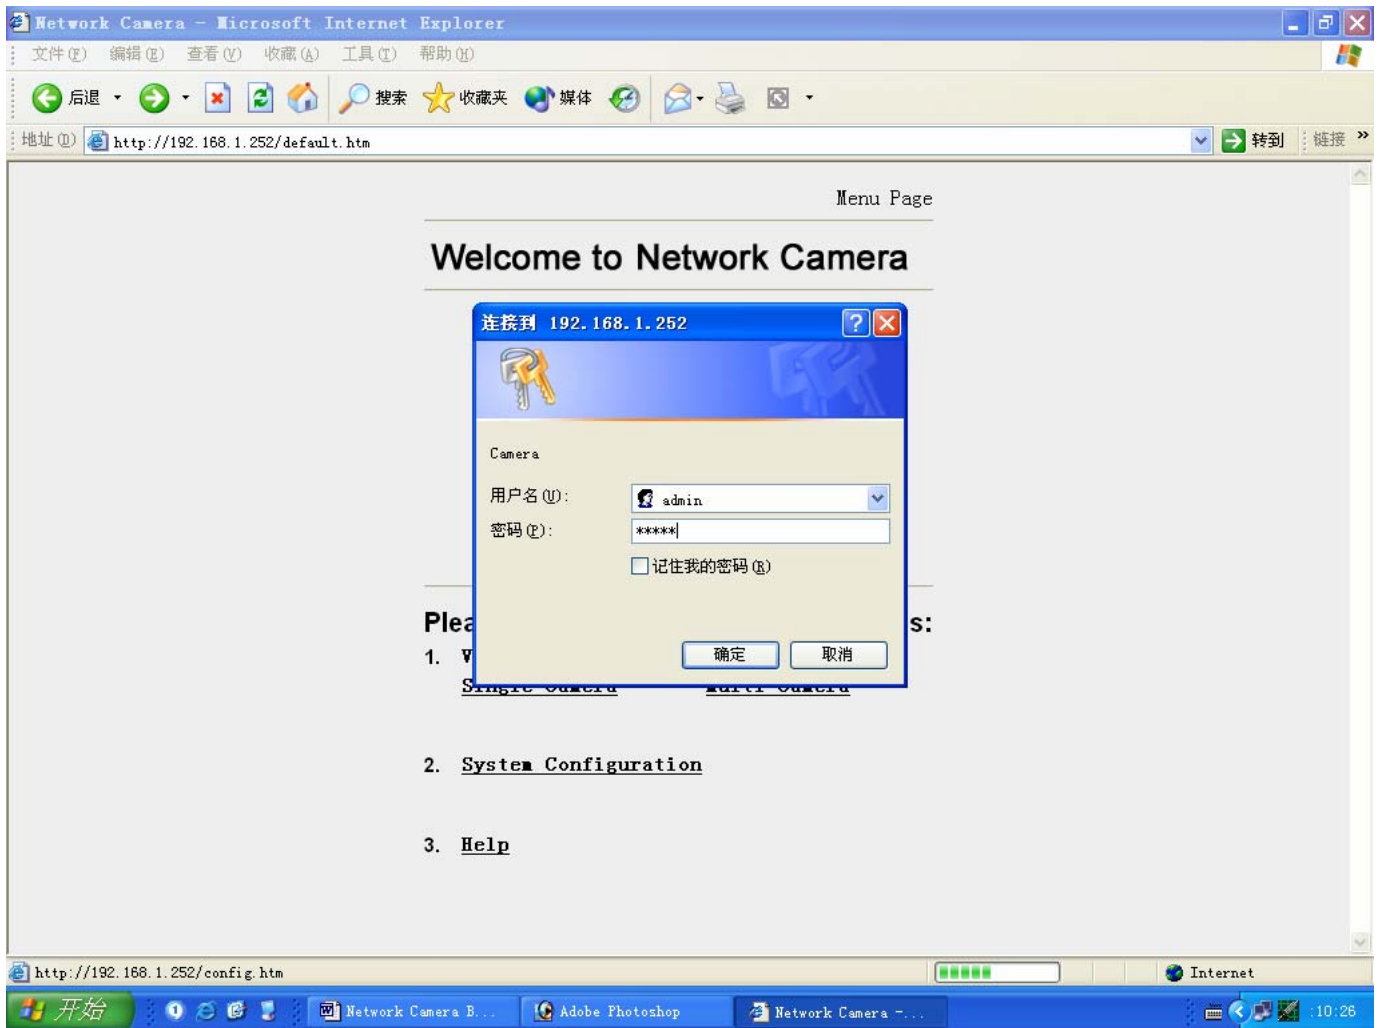 Network Camera - Microsoft Internet Explorer
文件(F) 编辑(E) 查看(V) 收藏(A) 工具(T) 帮助(H)
后退 搜索 收藏夹 媒体
地址(D) http://192.168.1.252/default.htm 转到 链接 »
Menu Page
Welcome to Network Camera
连接到 192.168.1.252
Camera
用户名(U): admin
密码(P): *****
记住我的密码(R)
确定 取消
s:
1.
Single Camera Multi Camera
2. System Configuration
3. Help
http://192.168.1.252/config.htm Internet
开始 Network Camera B... Adobe Photoshop Network Camera -... :10:26